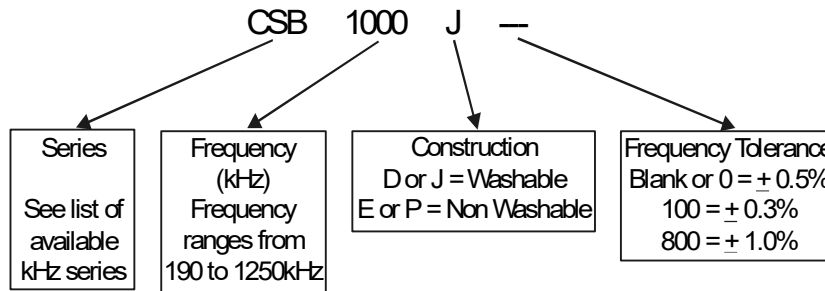 CSB 1000 J ---
Series
See list of
available
kHz series
Frequency
(kHz)
Frequency
ranges from
190 to 1250kHz
Construction
D or J = Washable
E or P = Non Washable
Frequency Tolerance
Blank or 0 = ± 0.5%
100 = ± 0.3%
800 = ± 1.0%